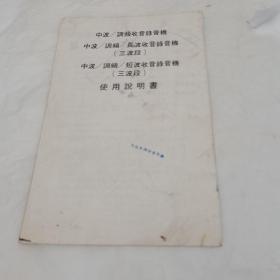 中波／調頻收音錄音機
中波／調頻／長波收音錄音機
（三波段）
中波／調頻／短波收音錄音機
（三波段）
使用說明書